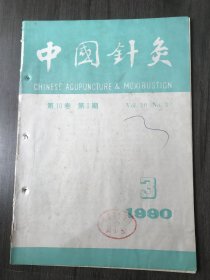 中國針灸
CHINESE ACUPUNCTURE & MOXIBUSTION
第10卷 第3期 Vol. 10 No. 3
3
1990